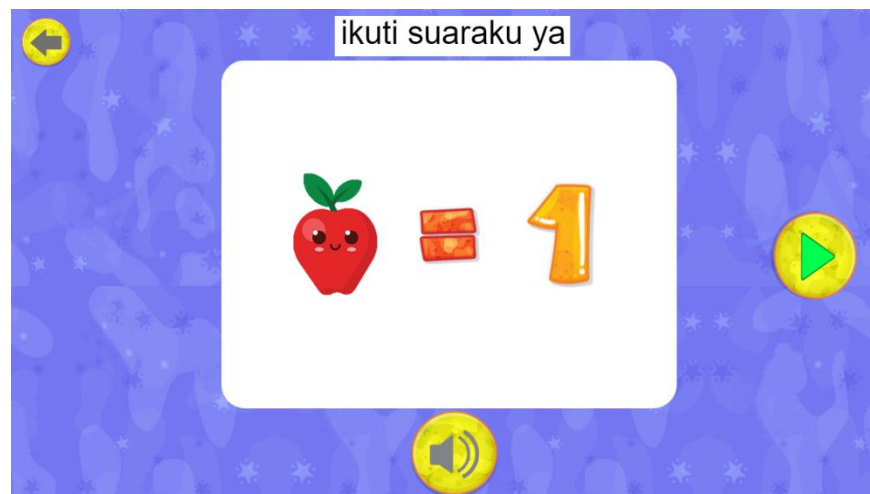 ikuti suaraku ya
= 1